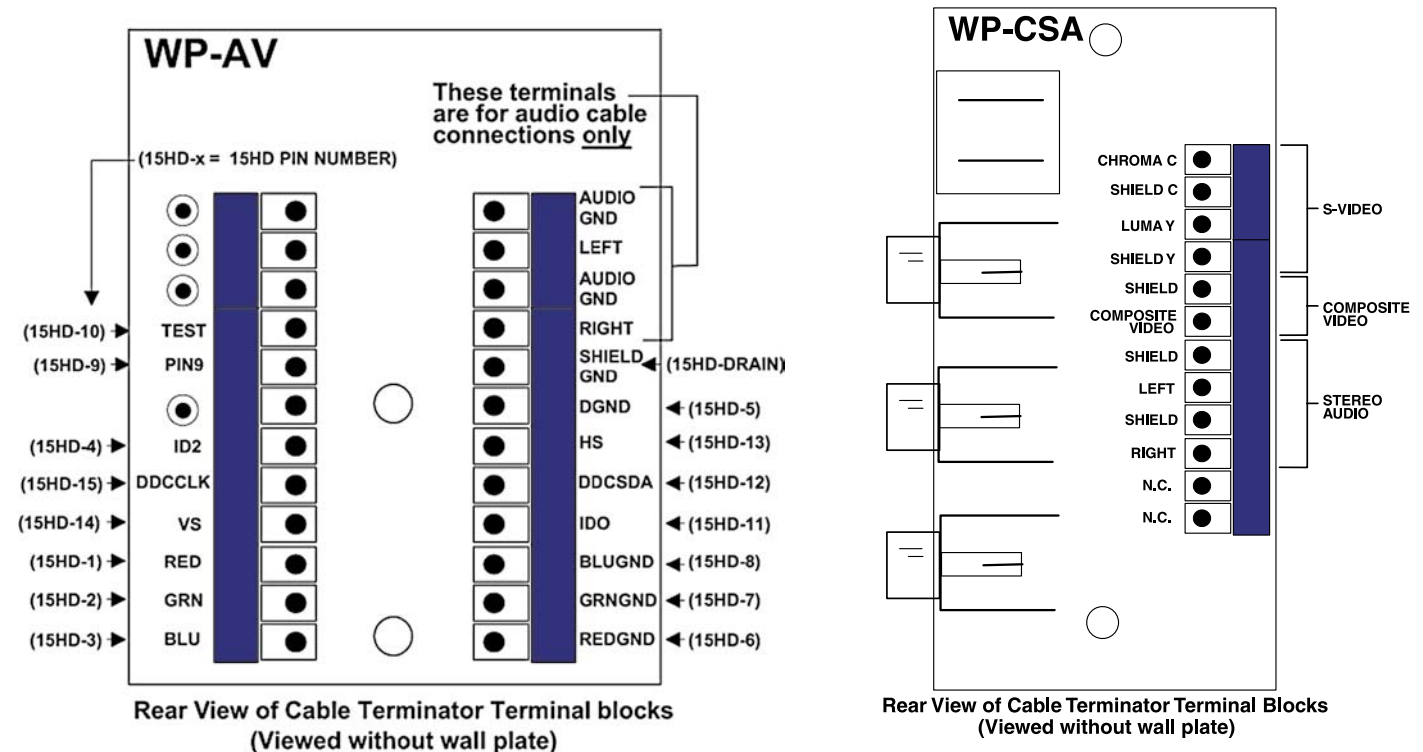 WP-AV
These terminals
are for audio cable
connections only
(15HD-x = 15HD PIN NUMBER)
AUDIO
GND
LEFT
AUDIO
GND
(15HD-10) TEST
RIGHT
(15HD-9) PIN9
SHIELD
GND
(15HD-DRAIN)
DGND (15HD-5)
(15HD-4) ID2
HS (15HD-13)
(15HD-15) DDCCLK
DDCSDA (15HD-12)
(15HD-14) VS
IDO (15HD-11)
(15HD-1) RED
BLUGND (15HD-8)
(15HD-2) GRN
GRNGND (15HD-7)
(15HD-3) BLU
REDGND (15HD-6)
Rear View of Cable Terminator Terminal blocks
(Viewed without wall plate)
WP-CSA
CHROMA C
SHIELD C
LUMA Y
SHIELD Y
S-VIDEO
SHIELD
COMPOSITE
VIDEO
COMPOSITE
VIDEO
SHIELD
LEFT
SHIELD
RIGHT
STEREO
AUDIO
N.C.
N.C.
Rear View of Cable Terminator Terminal Blocks
(Viewed without wall plate)